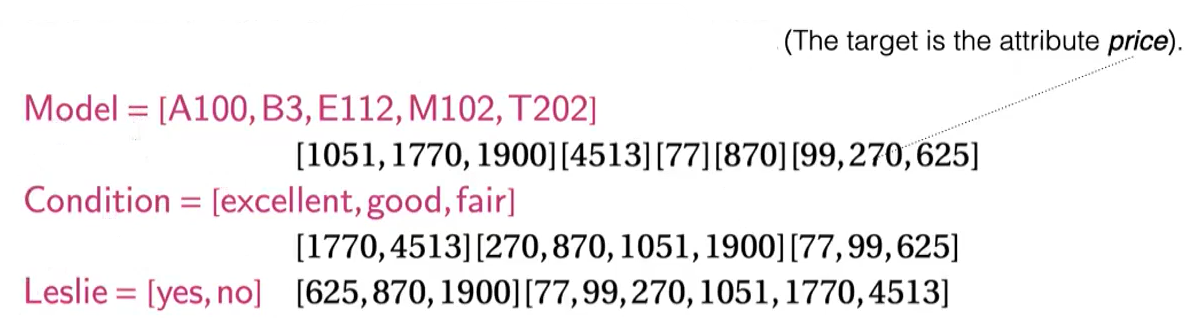 (The target is the attribute price).
Model = [A100, B3, E112, M102, T202]
[1051, 1770, 1900][4513][77][870][99, 270, 625]
Condition = [excellent, good, fair]
[1770, 4513][270, 870, 1051, 1900][77, 99, 625]
Leslie = [yes, no] [625, 870, 1900][77, 99, 270, 1051, 1770, 4513]